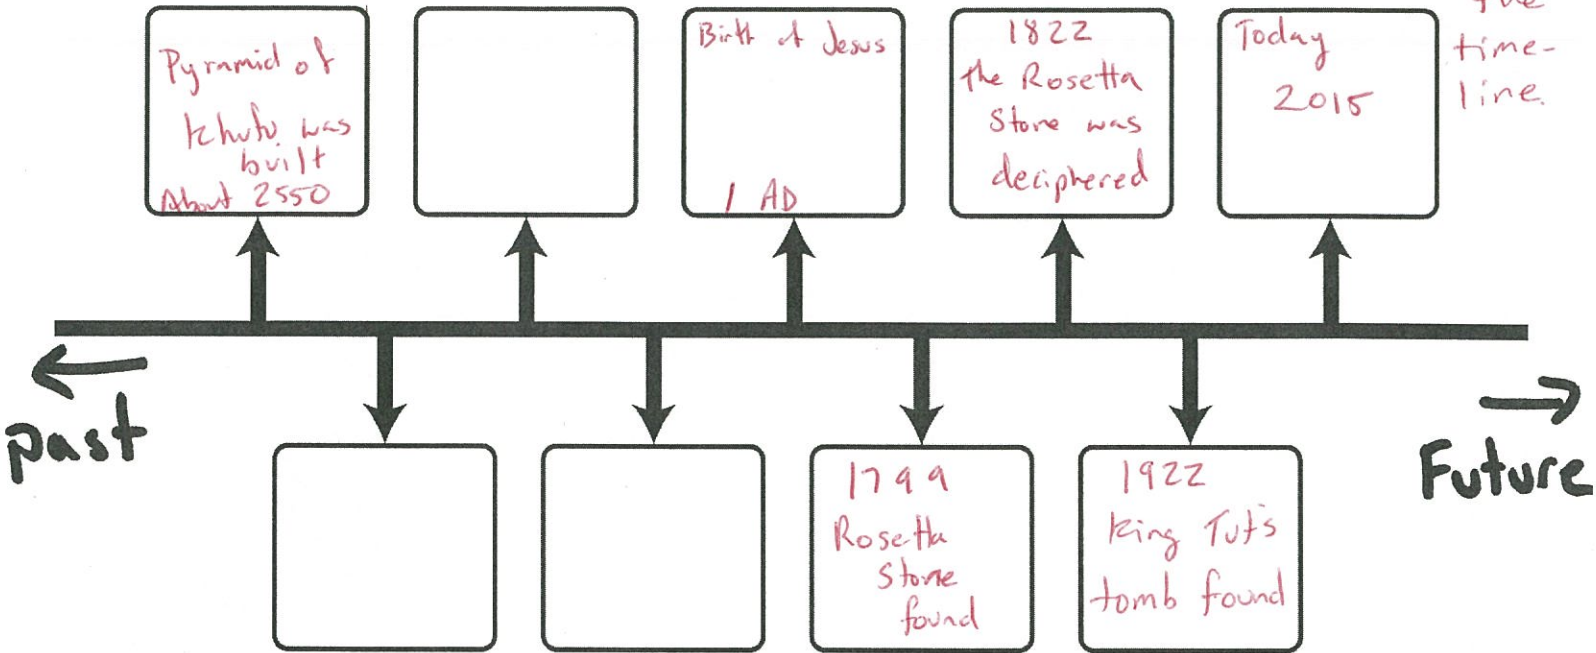 Pyramid of
Khufu was
built
About 2550
Birth of Jesus
1 AD
1822
the Rosetta
Stone was
deciphered
Today
2015
time-
line.
past
Future
1799
Rosetta
Stone
found
1922
King Tut's
tomb found